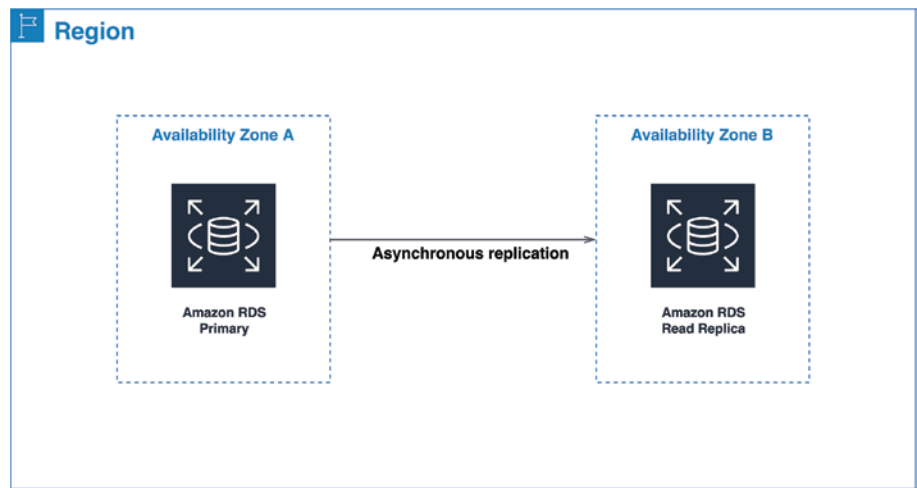 Region
Availability Zone A
Availability Zone B
Asynchronous replication
Amazon RDS
Primary
Amazon RDS
Read Replica